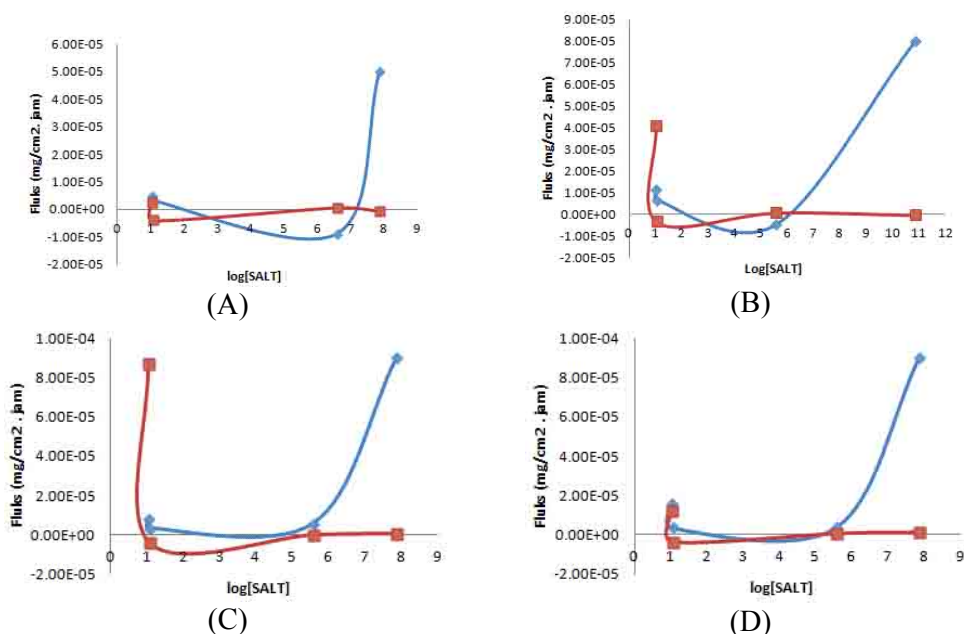 6.00E-05
5.00E-05
4.00E-05
3.00E-05
2.00E-05
1.00E-05
0.00E+00
-1.00E-05
-2.00E-05
0 1 2 3 4 5 6 7 8 9
Fluks (mg/cm2. jam)
log[SALT]
(A)
9.00E-05
8.00E-05
7.00E-05
6.00E-05
5.00E-05
4.00E-05
3.00E-05
2.00E-05
1.00E-05
0.00E+00
-1.00E-05
-2.00E-05
0 1 2 3 4 5 6 7 8 9 10 11 12
Fluks (mg/cm2 . jam)
Log[SALT]
(B)
1.00E-04
8.00E-05
6.00E-05
4.00E-05
2.00E-05
0.00E+00
-2.00E-05
0 1 2 3 4 5 6 7 8 9
Fluks (mg/cm2 . jam)
log[SALT]
(C)
1.00E-04
8.00E-05
6.00E-05
4.00E-05
2.00E-05
0.00E+00
-2.00E-05
0 1 2 3 4 5 6 7 8 9
Fluks (mg/cm2 . jam)
log[SALT]
(D)